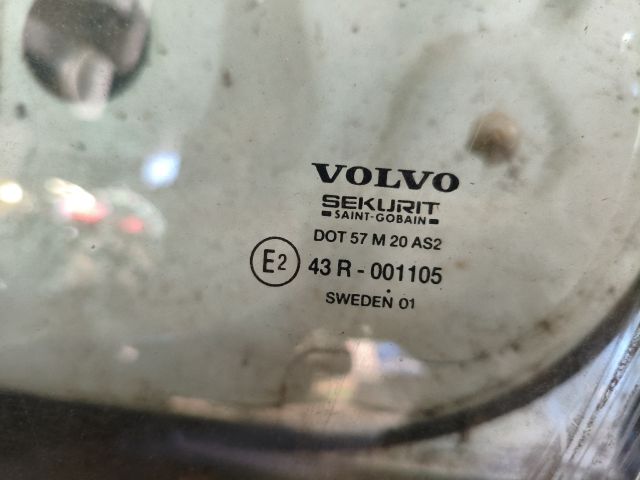 VOLVO
SEKURIT
SAINT-GOBAIN
DOT 57 M 20 AS2
E2 43 R - 001105
SWEDEN 01